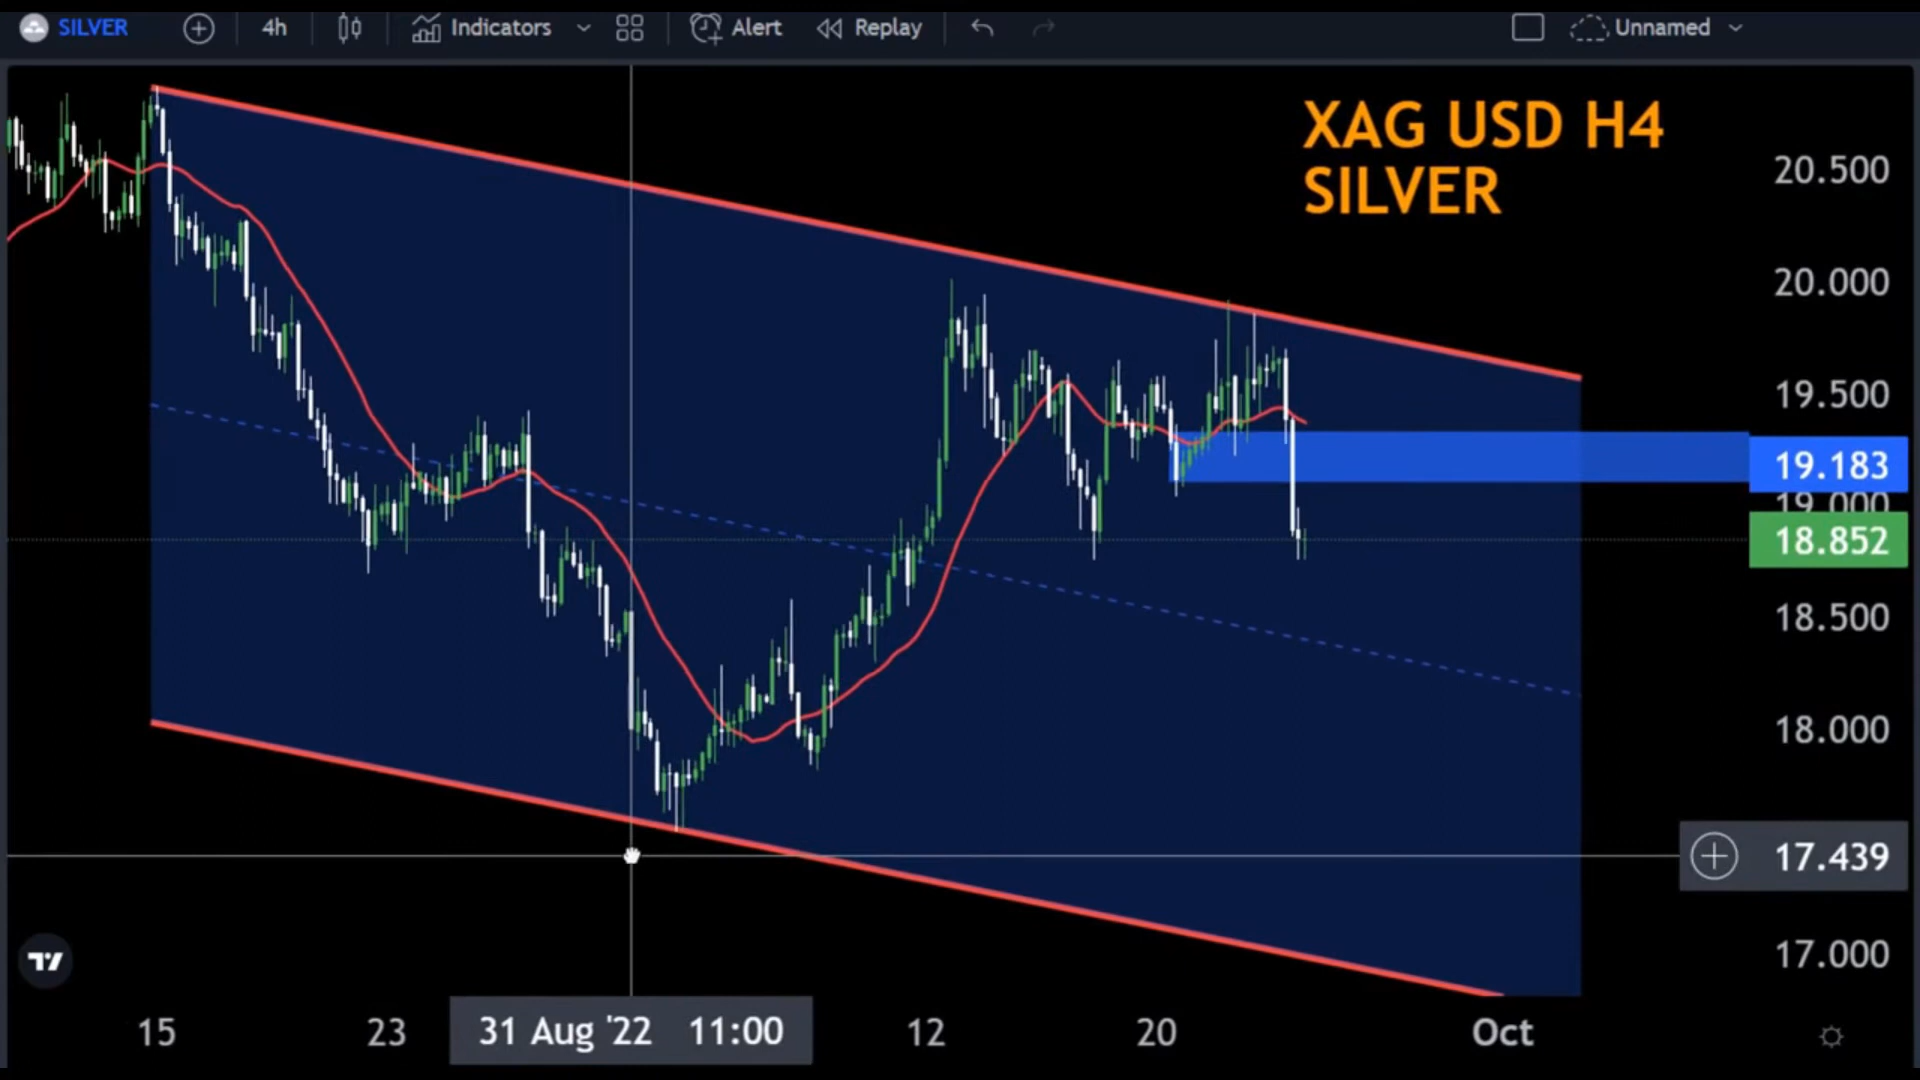 SILVER 4h Indicators Alert Replay Unnamed
XAG USD H4
SILVER
20.500
20.000
19.500
19.183
19.000
18.852
18.500
18.000
17.439
17.000
15 23 31 Aug '22 11:00 12 20 Oct